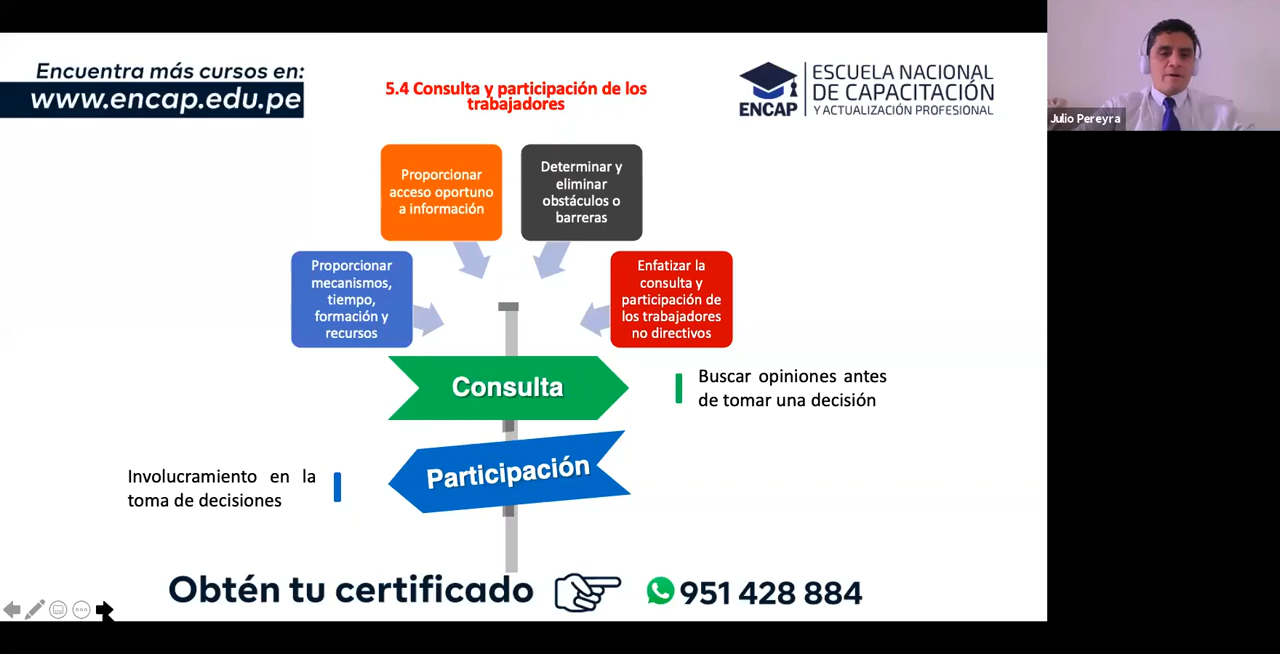 Encuentra más cursos en:
www.encap.edu.pe
5.4 Consulta y participación de los
trabajadores
ENCAP
ESCUELA NACIONAL
DE CAPACITACIÓN
Y ACTUALIZACIÓN PROFESIONAL
Julio Pereyra
Proporcionar
acceso oportuno
a información
Determinar y
eliminar
obstáculos o
barreras
Proporcionar
mecanismos,
tiempo,
formación y
recursos
Enfatizar la
consulta y
participación de
los trabajadores
no directivos
Consulta
Buscar opiniones antes
de tomar una decisión
Participación
Involucramiento en la
toma de decisiones
Obtén tu certificado
951 428 884